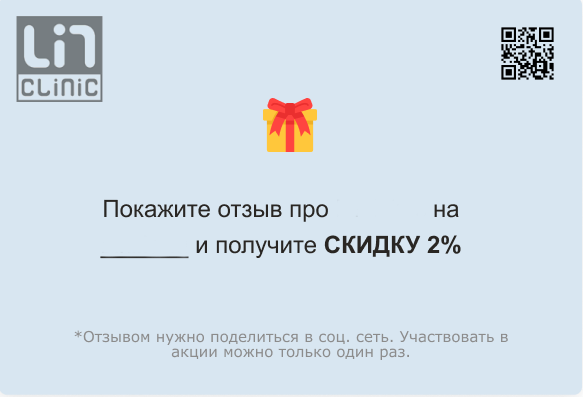 Lin
CLiNiC
Покажите отзыв про на
и получите СКИДКУ 2%
*Отзывом нужно поделиться в соц. сеть. Участвовать в
акции можно только один раз.